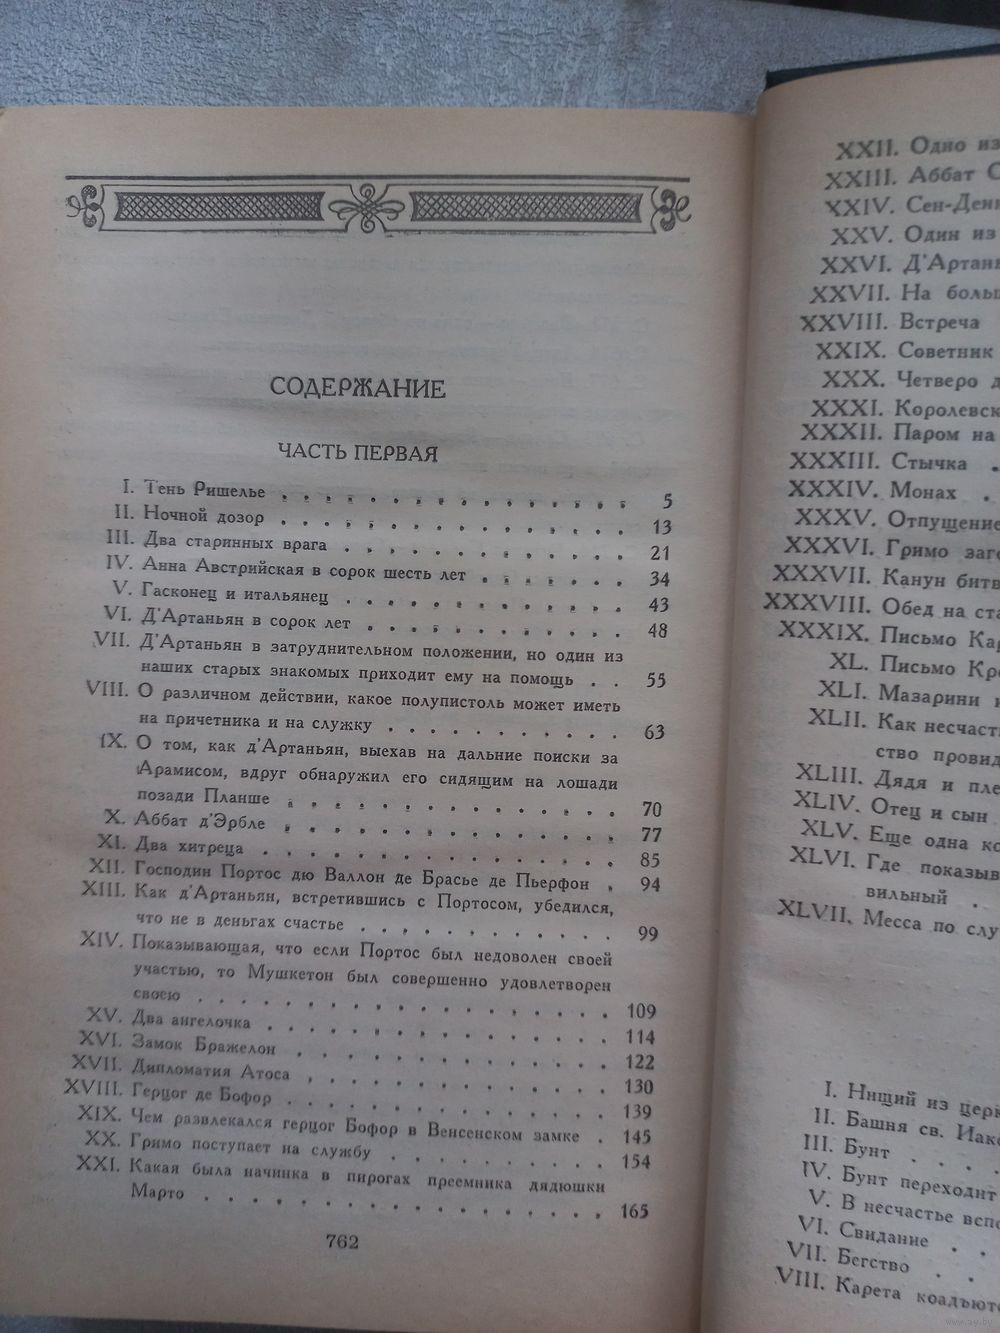 СОДЕРЖАНИЕ
ЧАСТЬ ПЕРВАЯ
I. Тень Ришелье . . . . . . . . . . . . . . . . . 5
II. Ночной дозор . . . . . . . . . . . . . . . . 13
III. Два старинных врага . . . . . . . . . . . . . 21
IV. Анна Австрийская в сорок шесть лет . . . . . . 34
V. Гасконец и итальянец . . . . . . . . . . . . . 43
VI. Д'Артаньян в сорок лет . . . . . . . . . . . . 48
VII. Д'Артаньян в затруднительном положении, но один из
наших старых знакомых приходит ему на помощь . . 55
VIII. О различном действии, какое полупистоль может иметь
на причетника и на служку . . . . . . . . . . . 63
IX. О том, как д'Артаньян, выехав на дальние поиски за
Арамисом, вдруг обнаружил его сидящим на лошади
позади Планше . . . . . . . . . . . . . . 70
X. Аббат д'Эрбле . . . . . . . . . . . . . . 77
XI. Два хитреца . . . . . . . . . . . . . . . 85
XII. Господин Портос дю Валлон де Брасье де Пьерфон . 94
XIII. Как д'Артаньян, встретившись с Портосом, убедился,
что не в деньгах счастье . . . . . . . . . . . . 99
XIV. Показывающая, что если Портос был недоволен своей
участью, то Мушкетон был совершенно удовлетворен
своею . . . . . . . . . . . . . . . . . 109
XV. Два ангелочка . . . . . . . . . . . . . . 114
XVI. Замок Бражелон . . . . . . . . . . . . . 122
XVII. Дипломатия Атоса . . . . . . . . . . . . 130
XVIII. Герцог де Бофор . . . . . . . . . . . . . 139
XIX. Чем развлекался герцог Бофор в Венсенском замке . 145
XX. Гримо поступает на службу . . . . . . . . . 154
XXI. Какая была начинка в пирогах преемника дядюшки
Марто . . . . . . . . . . . . . . . . . 165
762
XXII. Одно из
XXIII. Аббат С
XXIV. Сен-Дени
XXV. Один из
XXVI. Д'Артань
XXVII. На больш
XXVIII. Встреча
XXIX. Советник
XXX. Четверо д
XXXI. Королевск
XXXII. Паром на
XXXIII. Стычка .
XXXIV. Монах .
XXXV. Отпущение
XXXVI. Гримо заго
XXXVII. Канун битв
XXXVIII. Обед на ста
XXXIX. Письмо Кар
XL. Письмо Кро
XLI. Мазарини и
XLII. Как несчаст
ство провид
XLIII. Дядя и пле
XLIV. Отец и сын
XLV. Еще одна ко
XLVI. Где показыв
вильный .
XLVII. Месса по слу
I. Нищий из церк
II. Башня св. Иако
III. Бунт . . . .
IV. Бунт переходит
V. В несчастье вспо
VI. Свидание . .
VII. Бегство . .
VIII. Карета коадъюто
www.ay.by